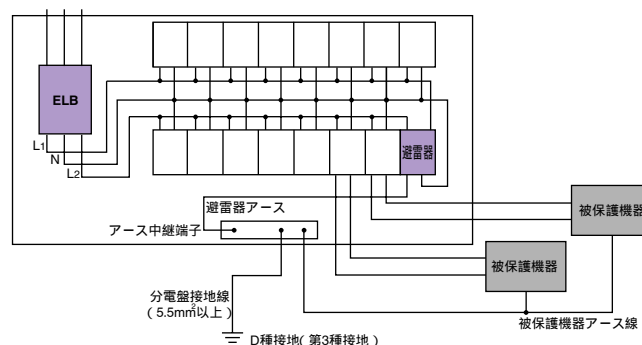 ELB
L1
N
L2
避雷器
避雷器アース
アース中継端子
被保護機器
被保護機器
分電盤接地線
（5.5mm²以上）
被保護機器アース線
D種接地（第3種接地）